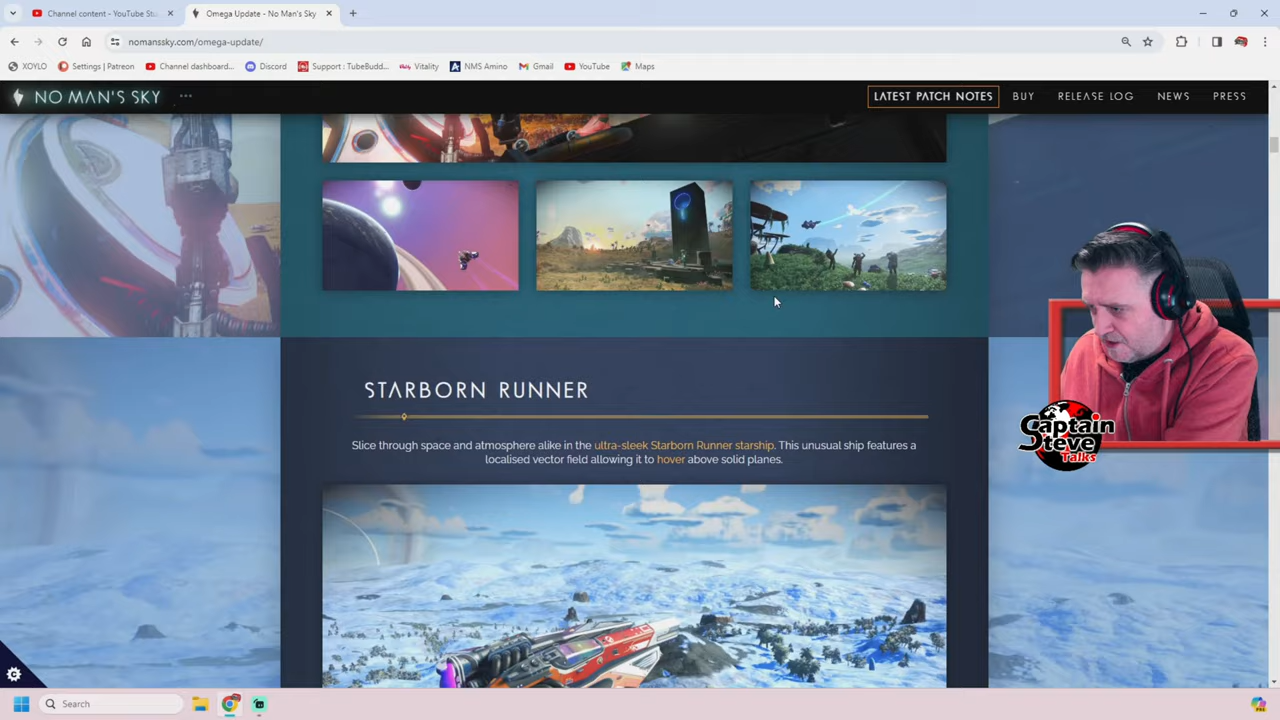 Channel content - YouTube Stu
Omega Update - No Man's Sky
nomanssky.com/omega-update/
XOYLO
Settings | Patreon
Channel dashboard...
Discord
Support : TubeBudd...
Vitality
NMS Amino
Gmail
YouTube
Maps
NO MAN'S SKY
LATEST PATCH NOTES
BUY
RELEASE LOG
NEWS
PRESS
STARBORN RUNNER
Slice through space and atmosphere alike in the ultra-sleek Starborn Runner starship. This unusual ship features a
localised vector field allowing it to hover above solid planes.
Captain
Steve
Talks
Search